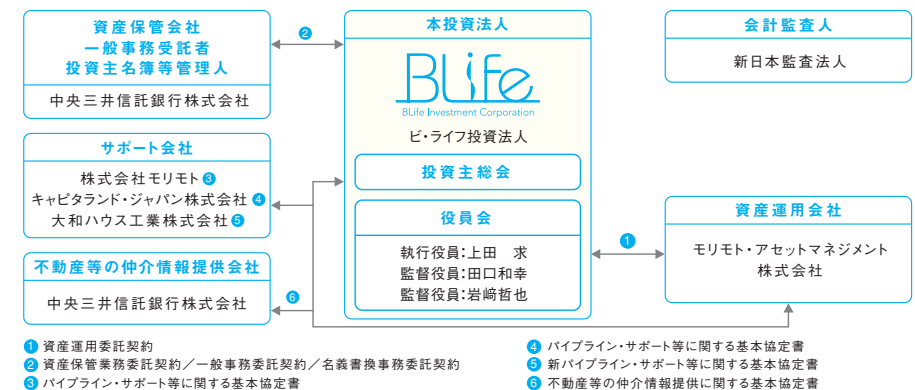 資産保管会社
一般事務受託者
投資主名簿等管理人
中央三井信託銀行株式会社
❷
本投資法人
BLife
BLife Investment Corporation
ビ・ライフ投資法人
投資主総会
役員会
執行役員:上田 求
監督役員:田口和幸
監督役員:岩﨑哲也
会計監査人
新日本監査法人
サポート会社
株式会社モリモト❸
キャピタランド・ジャパン株式会社❹
大和ハウス工業株式会社❺
不動産等の仲介情報提供会社
中央三井信託銀行株式会社
❻
❶
資産運用会社
モリモト・アセットマネジメント
株式会社
❶ 資産運用委託契約
❷ 資産保管業務委託契約/一般事務委託契約/名義書換事務委託契約
❸ パイプライン・サポート等に関する基本協定書
❹ パイプライン・サポート等に関する基本協定書
❺ 新パイプライン・サポート等に関する基本協定書
❻ 不動産等の仲介情報提供に関する基本協定書